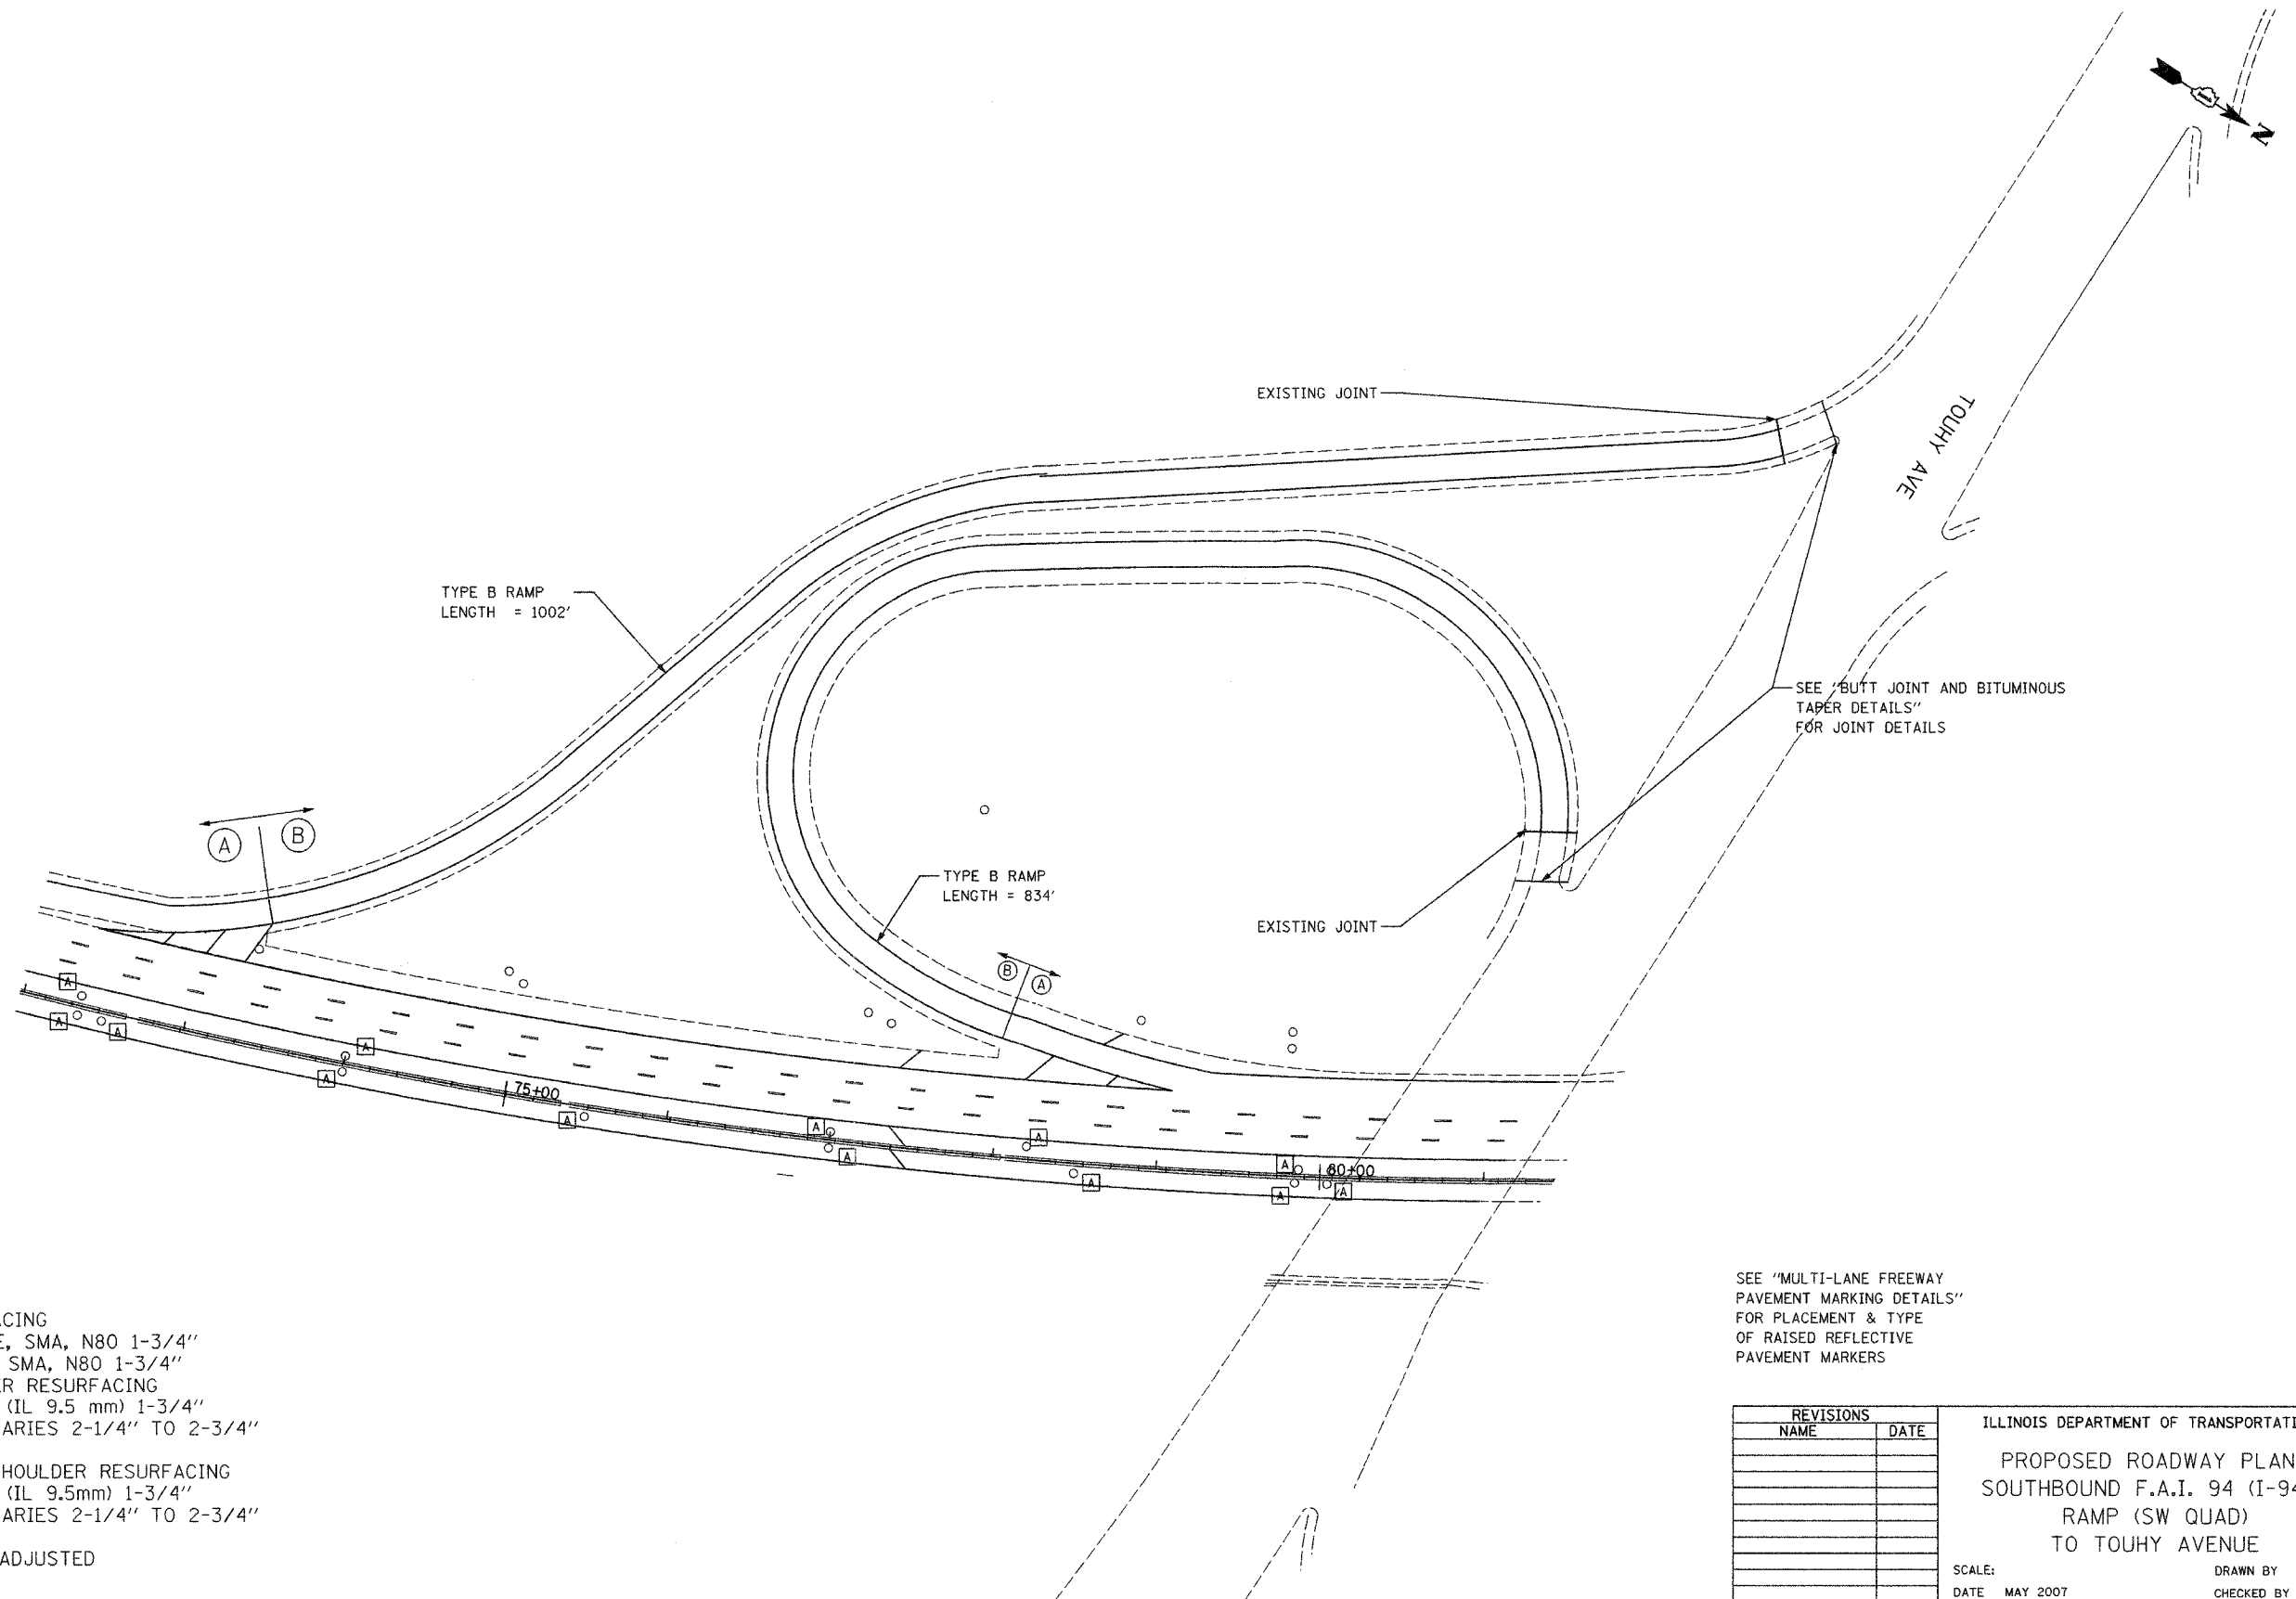 N
EXISTING JOINT
TOUHY AVE
TYPE B RAMP
LENGTH = 1002'
SEE "BUTT JOINT AND BITUMINOUS
TAPER DETAILS"
FOR JOINT DETAILS
A B
TYPE B RAMP
LENGTH = 834'
EXISTING JOINT
B A
A
A
A
A
A
75+00
A
A
A
A
A
A
80+00
A
A
SEE "MULTI-LANE FREEWAY
PAVEMENT MARKING DETAILS"
FOR PLACEMENT & TYPE
OF RAISED REFLECTIVE
PAVEMENT MARKERS
ACING
E, SMA, N80 1-3/4"
SMA, N80 1-3/4"
ER RESURFACING
(IL 9.5 mm) 1-3/4"
ARIES 2-1/4" TO 2-3/4"
HOULDER RESURFACING
(IL 9.5mm) 1-3/4"
ARIES 2-1/4" TO 2-3/4"
ADJUSTED
REVISIONS
NAME DATE
ILLINOIS DEPARTMENT OF TRANSPORTATI
PROPOSED ROADWAY PLAN
SOUTHBOUND F.A.I. 94 (I-94
RAMP (SW QUAD)
TO TOUHY AVENUE
SCALE: DRAWN BY
DATE MAY 2007 CHECKED BY